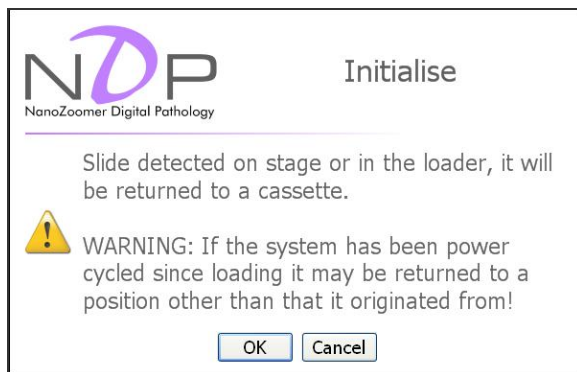 NDP
NanoZoomer Digital Pathology
Initialise
Slide detected on stage or in the loader, it will
be returned to a cassette.
WARNING: If the system has been power
cycled since loading it may be returned to a
position other than that it originated from!
OK
Cancel